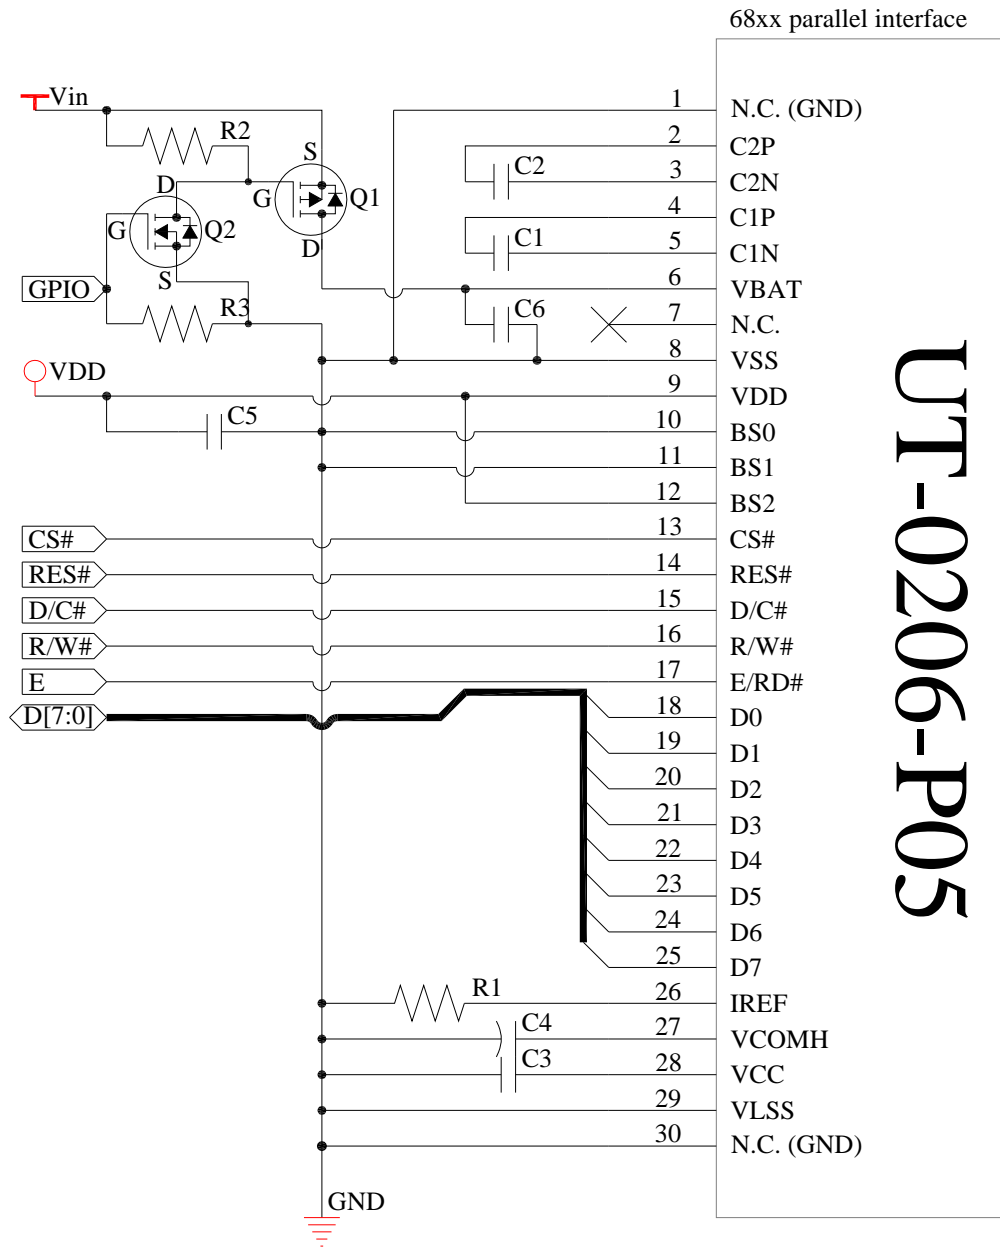 68xx parallel interface
Vin
R2
S
D
G
Q1
G
Q2
D
S
GPIO
R3
VDD
C5
CS#
RES#
D/C#
R/W#
E
D[7:0]
C2
C1
C6
R1
C4
C3
GND
1 N.C. (GND)
2 C2P
3 C2N
4 C1P
5 C1N
6 VBAT
7 N.C.
8 VSS
9 VDD
10 BS0
11 BS1
12 BS2
13 CS#
14 RES#
15 D/C#
16 R/W#
17 E/RD#
18 D0
19 D1
20 D2
21 D3
22 D4
23 D5
24 D6
25 D7
26 IREF
27 VCOMH
28 VCC
29 VLSS
30 N.C. (GND)
UT-0206-P05